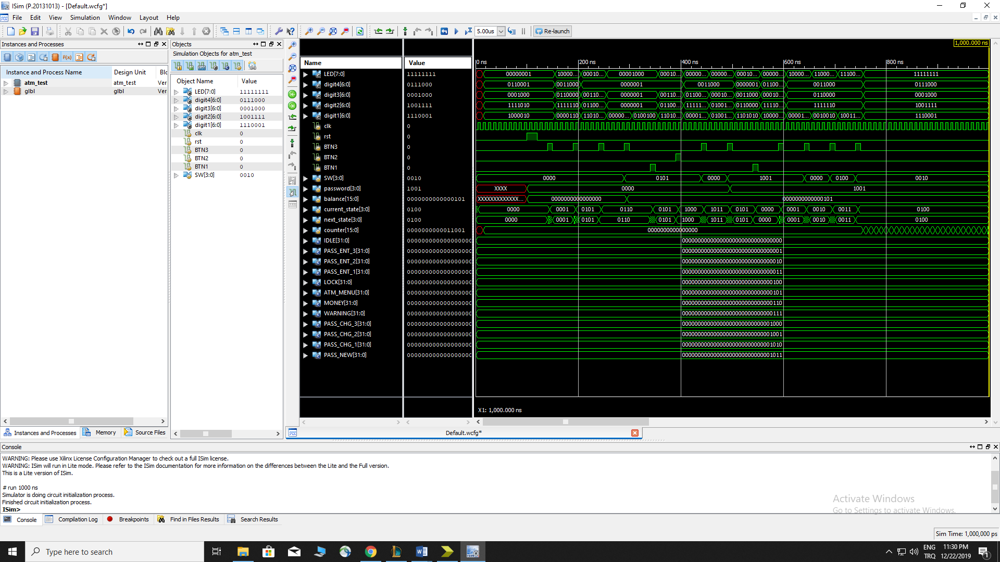 ISim (P.20131013) - [Default.wcfg*]
File Edit View Simulation Window Layout Help
5.00us Re-launch
Instances and Processes
Instance and Process Name Design Unit Blo
atm_test atm_test Ver
glbl glbl Ver
Instances and Processes Memory Source Files
Objects
Simulation Objects for atm_test
Object Name Value
LED[7:0] 11111111
digit4[6:0] 0111000
digit3[6:0] 0001000
digit2[6:0] 1001111
digit1[6:0] 1110001
clk 0
rst 0
BTN3 0
BTN2 0
BTN1 0
SW[3:0] 0010
1,000.000 ns
Name Value 0 ns 200 ns 400 ns 600 ns 800 ns
LED[7:0] 11111111 00000001 10000... 00010... 00001000 00010... 00000... 00000... 00010... 00000... 10000... 11000... 11100... 11111111
digit4[6:0] 0111000 0110001 0011000 0000001 0011000 0000001 01100... 0011000 0111000
digit3[6:0] 0001000 0001000 0110000 00110... 0000001 00110... 01100... 00010... 0011000 00010... 0110000 0001000
digit2[6:0] 1001111 1111010 1111110 01100... 0000001 01100... 11111... 01001... 0110000 11110... 1111110 1001111
digit1[6:0] 1110001 1000010 0000110 11010... 00000... 0100100 11010... 00001... 01001... 1101010 10000... 00001... 0010010 10011... 1110001
clk 0
rst 0
BTN3 0
BTN2 0
BTN1 0
SW[3:0] 0010 0000 0101 0000 1001 0000 0100 0010
password[3:0] 1001 XXXX 0000 1001
balance[15:0] 0000000000000101 XXXXXXXXXXXXX... 0000000000000000 0000000000000101
current_state[3:0] 0100 0000 0001 0101 0110 0101 1000 1011 0101 0000 0001 0010 0011 0100
next_state[3:0] 0100 0000 0001 0101 0110 0101 1000 1011 0101 0000 0001 0010 0011 0100
counter[15:0] 0000000000011001 0000000000000000
IDLE[31:0] 00000000000000000000000000000000
PASS_ENT_3[31:0] 00000000000000000000000000000001
PASS_ENT_2[31:0] 00000000000000000000000000000010
PASS_ENT_1[31:0] 00000000000000000000000000000011
LOCK[31:0] 00000000000000000000000000000100
ATM_MENU[31:0] 00000000000000000000000000000101
MONEY[31:0] 00000000000000000000000000000110
WARNING[31:0] 00000000000000000000000000000111
PASS_CHG_3[31:0] 00000000000000000000000000001000
PASS_CHG_2[31:0] 00000000000000000000000000001001
PASS_CHG_1[31:0] 00000000000000000000000000001010
PASS_NEW[31:0] 00000000000000000000000000001011
X1: 1,000.000 ns
Default.wcfg*
Console
WARNING: Please use Xilinx License Configuration Manager to check out a full ISim license.
WARNING: ISim will run in Lite mode. Please refer to the ISim documentation for more information on the differences between the Lite and the Full version.
This is a Lite version of ISim.
# run 1000 ns
Simulator is doing circuit initialization process.
Finished circuit initialization process.
ISim>
Activate Windows
Go to Settings to activate Windows.
Console Compilation Log Breakpoints Find in Files Results Search Results
Sim Time: 1,000,000 ps
Type here to search
ENG 11:30 PM
TRQ 12/22/2019 1